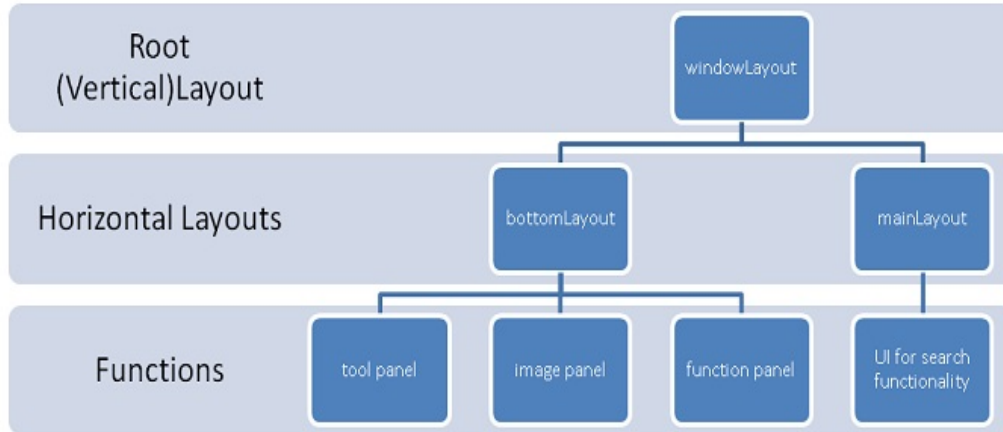 Root
(Vertical)Layout
windowLayout
Horizontal Layouts
bottomLayout
mainLayout
Functions
tool panel
image panel
function panel
UI for search
functionality